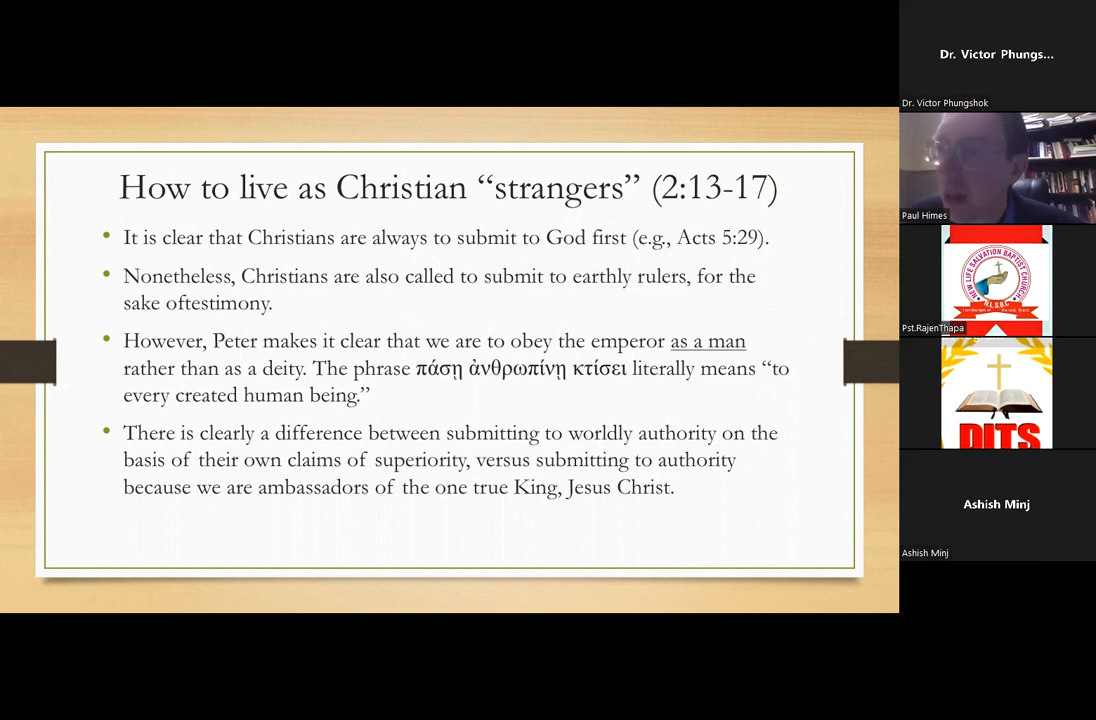 How to live as Christian “strangers” (2:13-17)
• It is clear that Christians are always to submit to God first (e.g., Acts 5:29).
• Nonetheless, Christians are also called to submit to earthly rulers, for the
sake oftestimony.
• However, Peter makes it clear that we are to obey the emperor as a man
rather than as a deity. The phrase πάσῃ ἀνθρωπίνῃ κτίσει literally means “to
every created human being.”
• There is clearly a difference between submitting to worldly authority on the
basis of their own claims of superiority, versus submitting to authority
because we are ambassadors of the one true King, Jesus Christ.
Dr. Victor Phungs...
Dr. Victor Phungshok
Paul Himes
NEW LIFE SALVATION BAPTIST CHURCH
N.L.S.B.C
Pst.RajenThapa
DITS
Ashish Minj
Ashish Minj